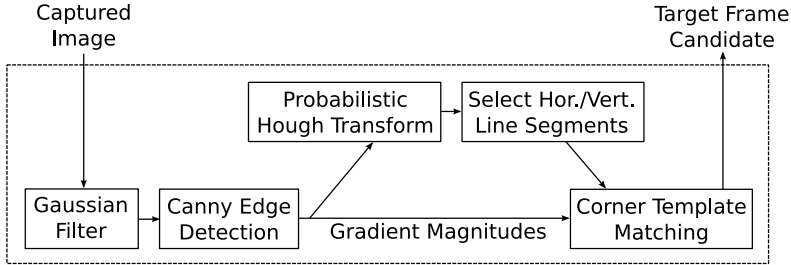 Captured
Image
Target Frame
Candidate
Probabilistic
Hough Transform
Select Hor./Vert.
Line Segments
Gaussian
Filter
Canny Edge
Detection
Gradient Magnitudes
Corner Template
Matching